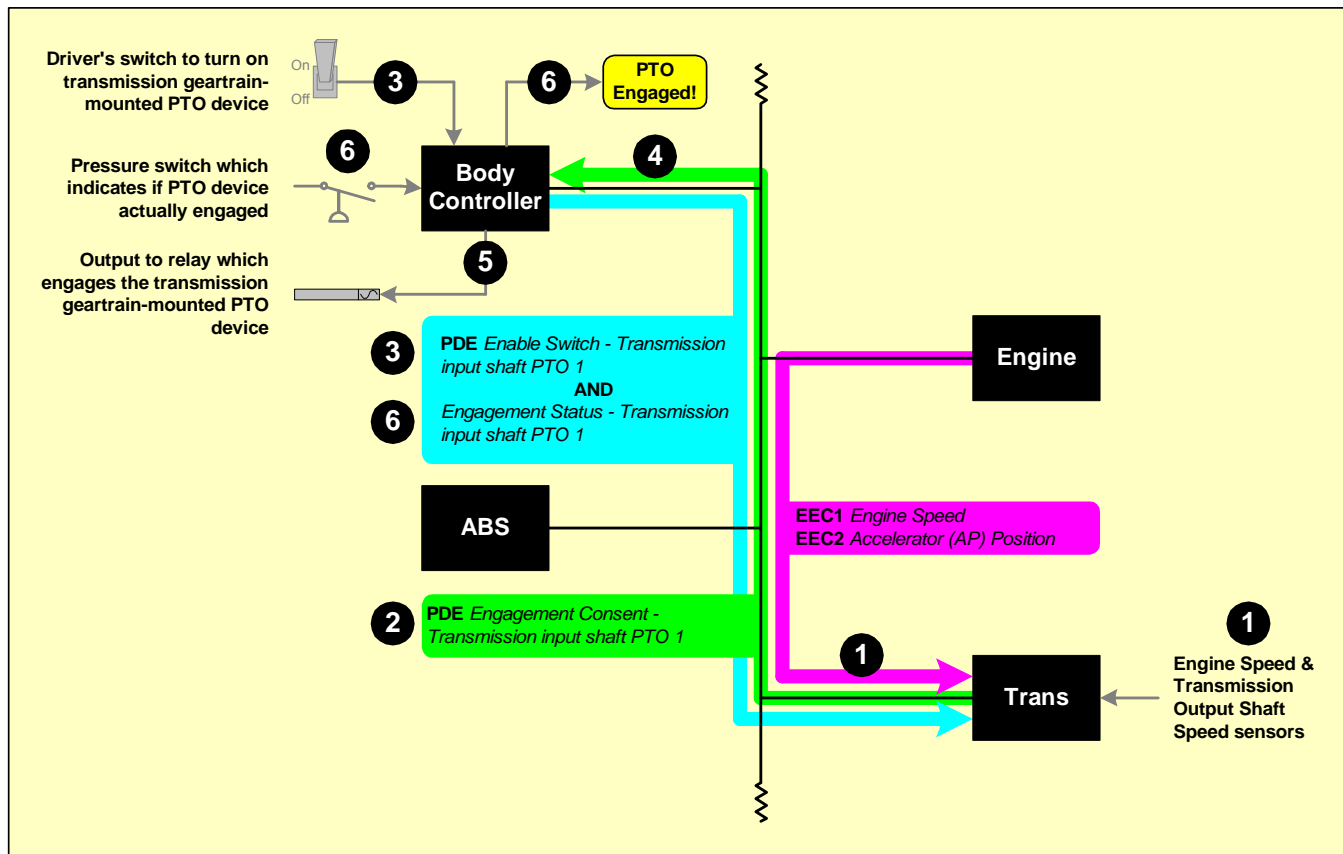 Driver's switch to turn on
transmission geartrain-
mounted PTO device
On
Off
3
6
PTO
Engaged!
Pressure switch which
indicates if PTO device
actually engaged
6
Body
Controller
4
Output to relay which
engages the transmission
geartrain-mounted PTO
device
5
3
PDE Enable Switch - Transmission
input shaft PTO 1
AND
6
Engagement Status - Transmission
input shaft PTO 1
Engine
ABS
EEC1 Engine Speed
EEC2 Accelerator (AP) Position
2
PDE Engagement Consent -
Transmission input shaft PTO 1
1
Trans
1
Engine Speed &
Transmission
Output Shaft
Speed sensors